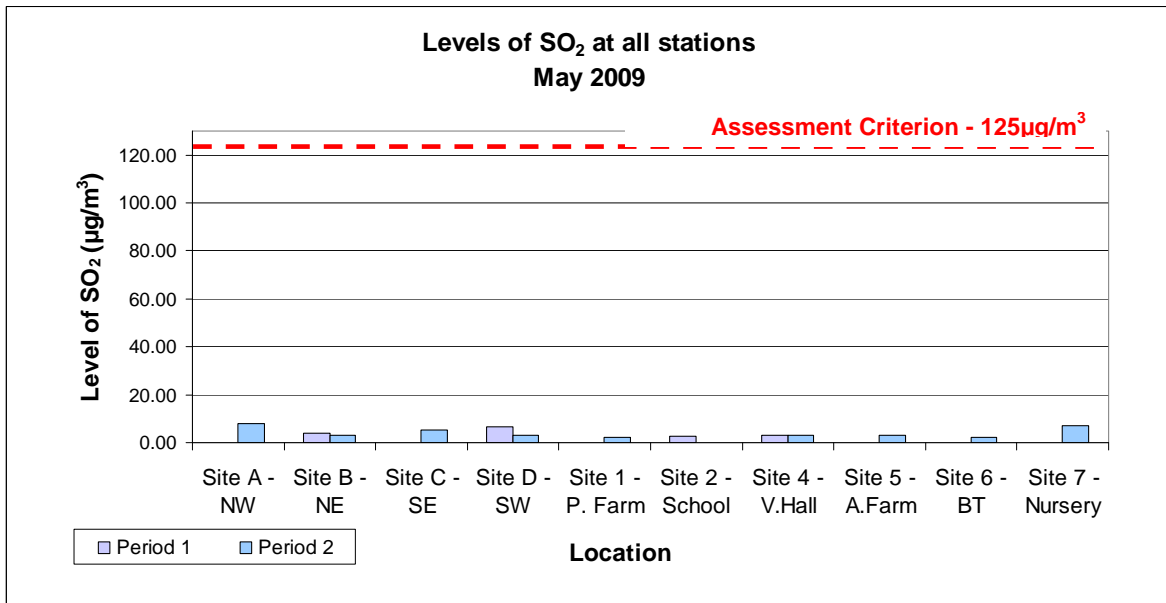 Levels of SO₂ at all stations
May 2009
Assessment Criterion - 125µg/m³
Level of SO₂ (µg/m³)
120.00
100.00
80.00
60.00
40.00
20.00
0.00
Site A - NW
Site B - NE
Site C - SE
Site D - SW
Site 1 - P. Farm
Site 2 - School
Site 4 - V.Hall
Site 5 - A.Farm
Site 6 - BT
Site 7 - Nursery
Period 1
Period 2
Location